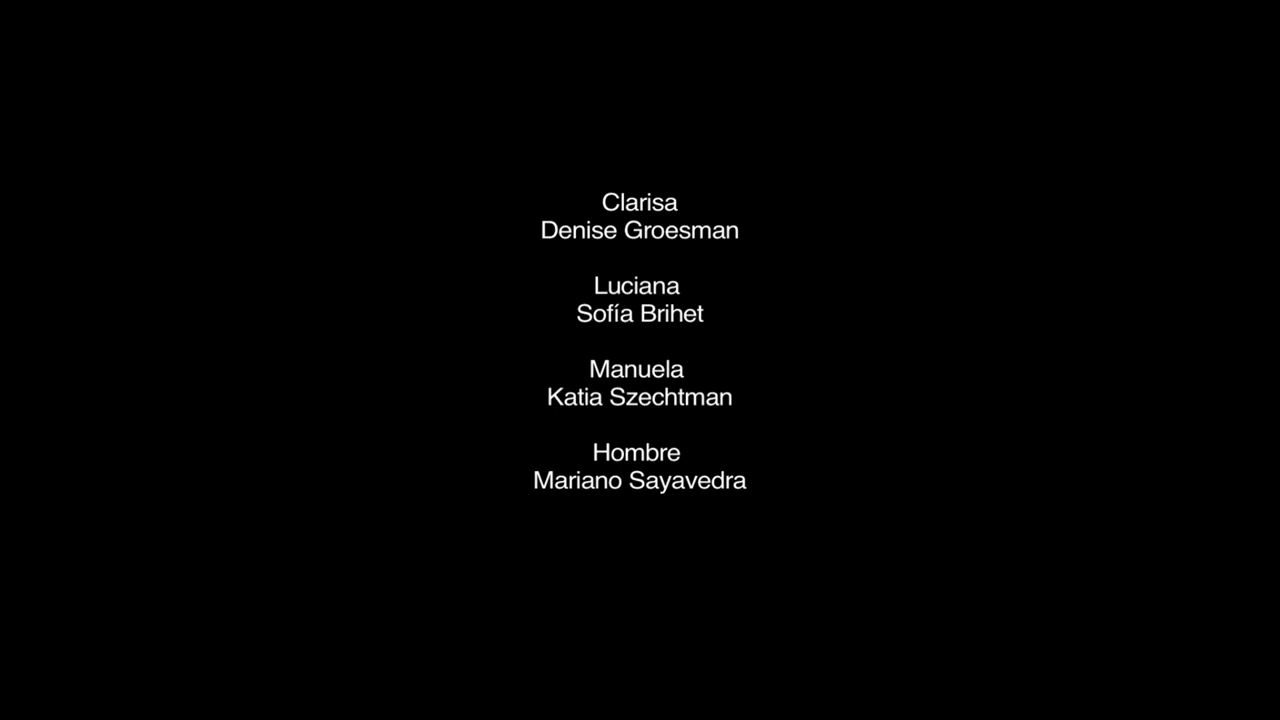 Clarisa
Denise Groesman
Luciana
Sofía Brihet
Manuela
Katia Szechtman
Hombre
Mariano Sayavedra